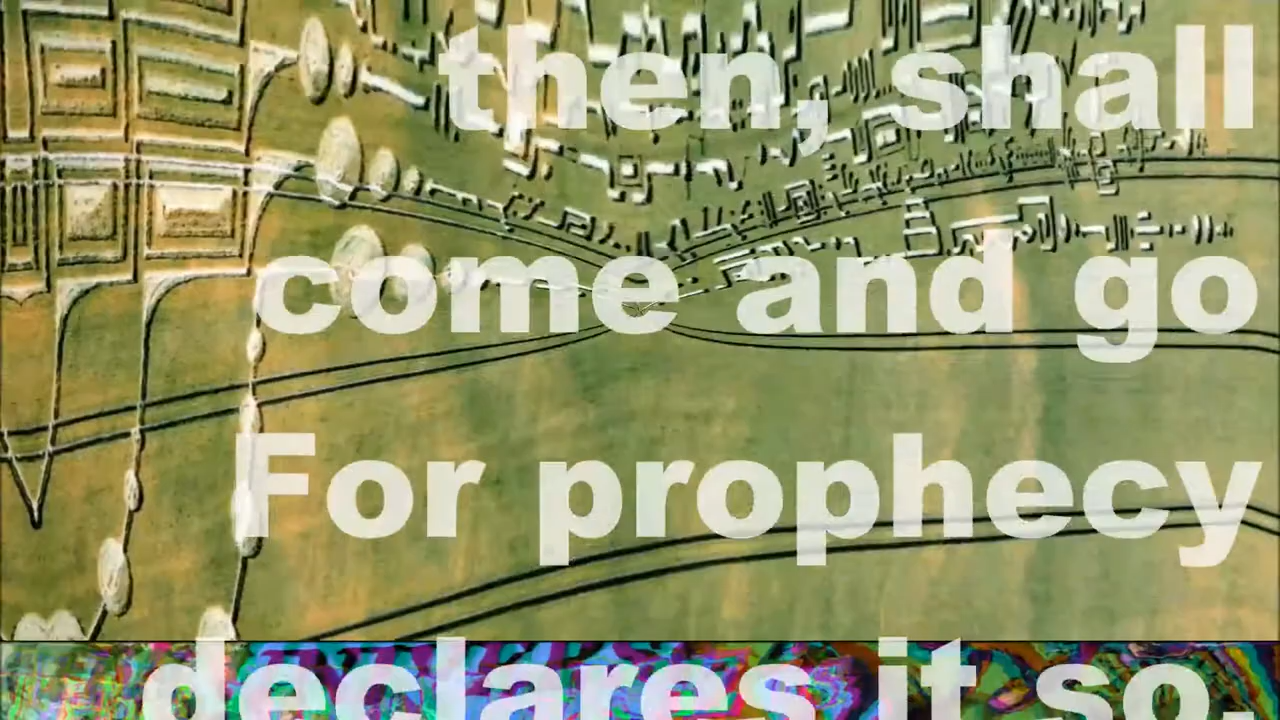 then, shall
come and go
For prophecy
declares it so.